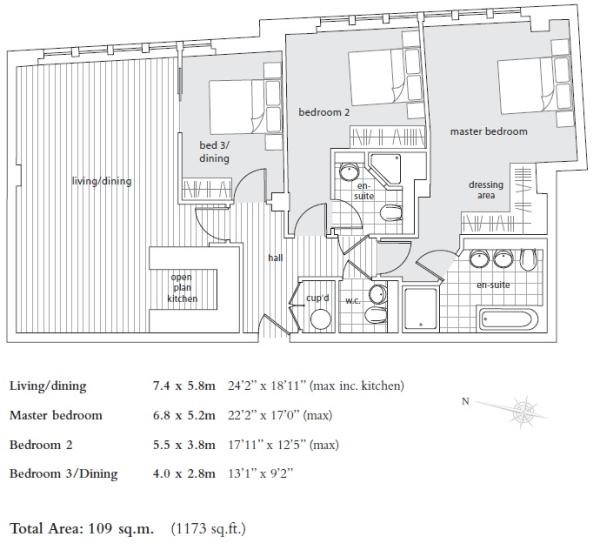 bedroom 2
bed 3/
dining
master bedroom
living/dining
en-
suite
dressing
area
hall
open
plan
kitchen
cup'd
w.c.
en-suite
Living/dining 7.4 x 5.8m 24'2" x 18'11" (max inc. kitchen)
Master bedroom 6.8 x 5.2m 22'2" x 17'0" (max)
Bedroom 2 5.5 x 3.8m 17'11" x 12'5" (max)
Bedroom 3/Dining 4.0 x 2.8m 13'1" x 9'2"
N
Total Area: 109 sq.m. (1173 sq.ft.)